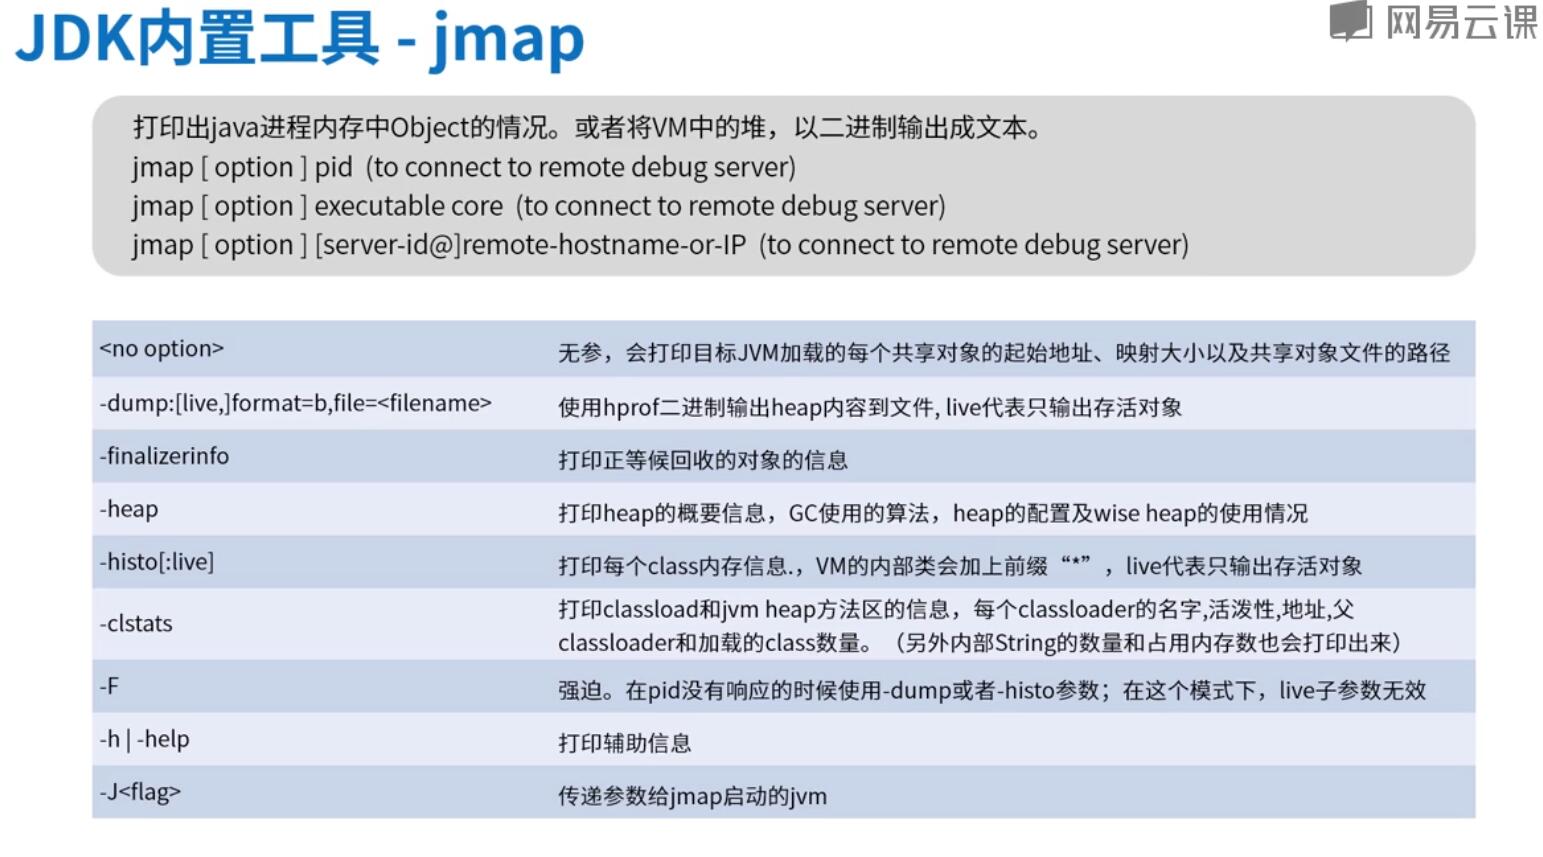 JDK内置工具 - jmap
网易云课
打印出java进程内存中Object的情况。或者将VM中的堆，以二进制输出成文本。
jmap [ option ] pid (to connect to remote debug server)
jmap [ option ] executable core (to connect to remote debug server)
jmap [ option ] [server-id@]remote-hostname-or-IP (to connect to remote debug server)
<no option>
无参，会打印目标JVM加载的每个共享对象的起始地址、映射大小以及共享对象文件的路径
-dump:[live,]format=b,file=<filename>
使用hprof二进制输出heap内容到文件, live代表只输出存活对象
-finalizerinfo
打印正等候回收的对象的信息
-heap
打印heap的概要信息，GC使用的算法，heap的配置及wise heap的使用情况
-histo[:live]
打印每个class内存信息.，VM的内部类会加上前缀“*”，live代表只输出存活对象
-clstats
打印classload和jvm heap方法区的信息，每个classloader的名字,活泼性,地址,父
classloader和加载的class数量。（另外内部String的数量和占用内存数也会打印出来）
-F
强迫。在pid没有响应的时候使用-dump或者-histo参数；在这个模式下，live子参数无效
-h | -help
打印辅助信息
-J<flag>
传递参数给jmap启动的jvm